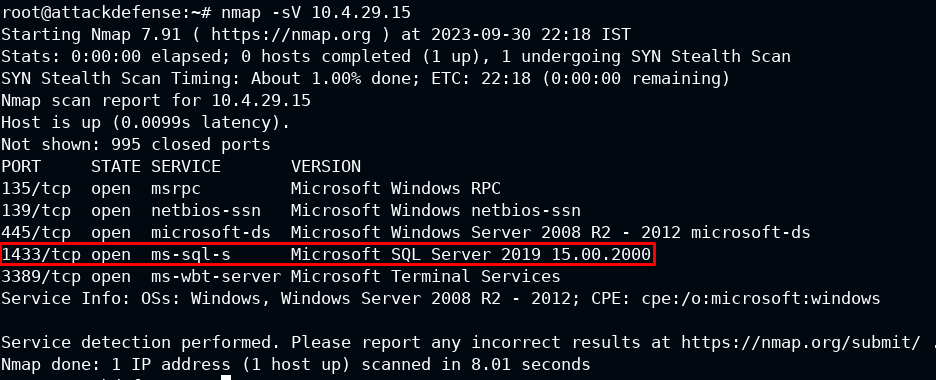 root@attackdefense:~# nmap -sV 10.4.29.15
Starting Nmap 7.91 ( https://nmap.org ) at 2023-09-30 22:18 IST
Stats: 0:00:00 elapsed; 0 hosts completed (1 up), 1 undergoing SYN Stealth Scan
SYN Stealth Scan Timing: About 1.00% done; ETC: 22:18 (0:00:00 remaining)
Nmap scan report for 10.4.29.15
Host is up (0.0099s latency).
Not shown: 995 closed ports
PORT     STATE SERVICE       VERSION
135/tcp  open  msrpc         Microsoft Windows RPC
139/tcp  open  netbios-ssn   Microsoft Windows netbios-ssn
445/tcp  open  microsoft-ds  Microsoft Windows Server 2008 R2 - 2012 microsoft-ds
1433/tcp open  ms-sql-s      Microsoft SQL Server 2019 15.00.2000
3389/tcp open  ms-wbt-server Microsoft Terminal Services
Service Info: OSs: Windows, Windows Server 2008 R2 - 2012; CPE: cpe:/o:microsoft:windows
Service detection performed. Please report any incorrect results at https://nmap.org/submit/ .
Nmap done: 1 IP address (1 host up) scanned in 8.01 seconds